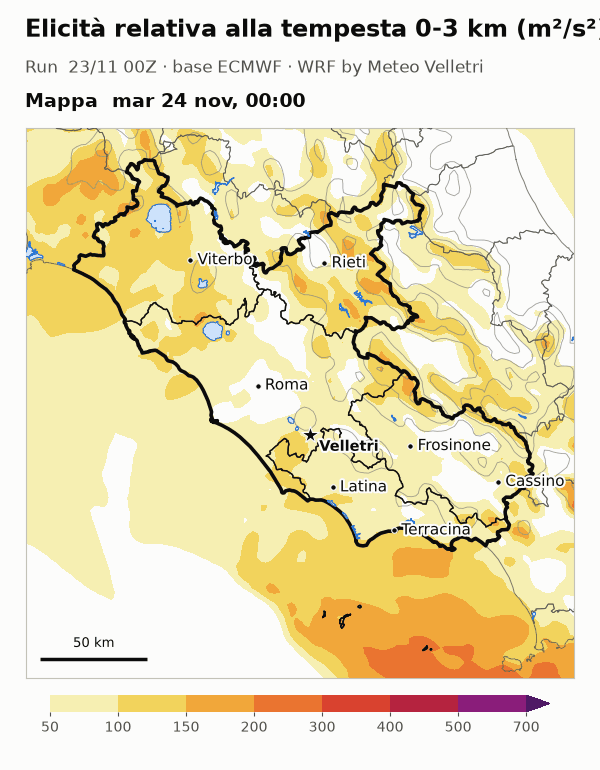 Elicità relativa alla tempesta 0-3 km (m²/s²)
Run  23/11 00Z · base ECMWF · WRF by Meteo Velletri
Mappa  mar 24 nov, 00:00
Viterbo
Rieti
Roma
Velletri
Frosinone
Cassino
Latina
Terracina
50 km
50 100 150 200 300 400 500 700